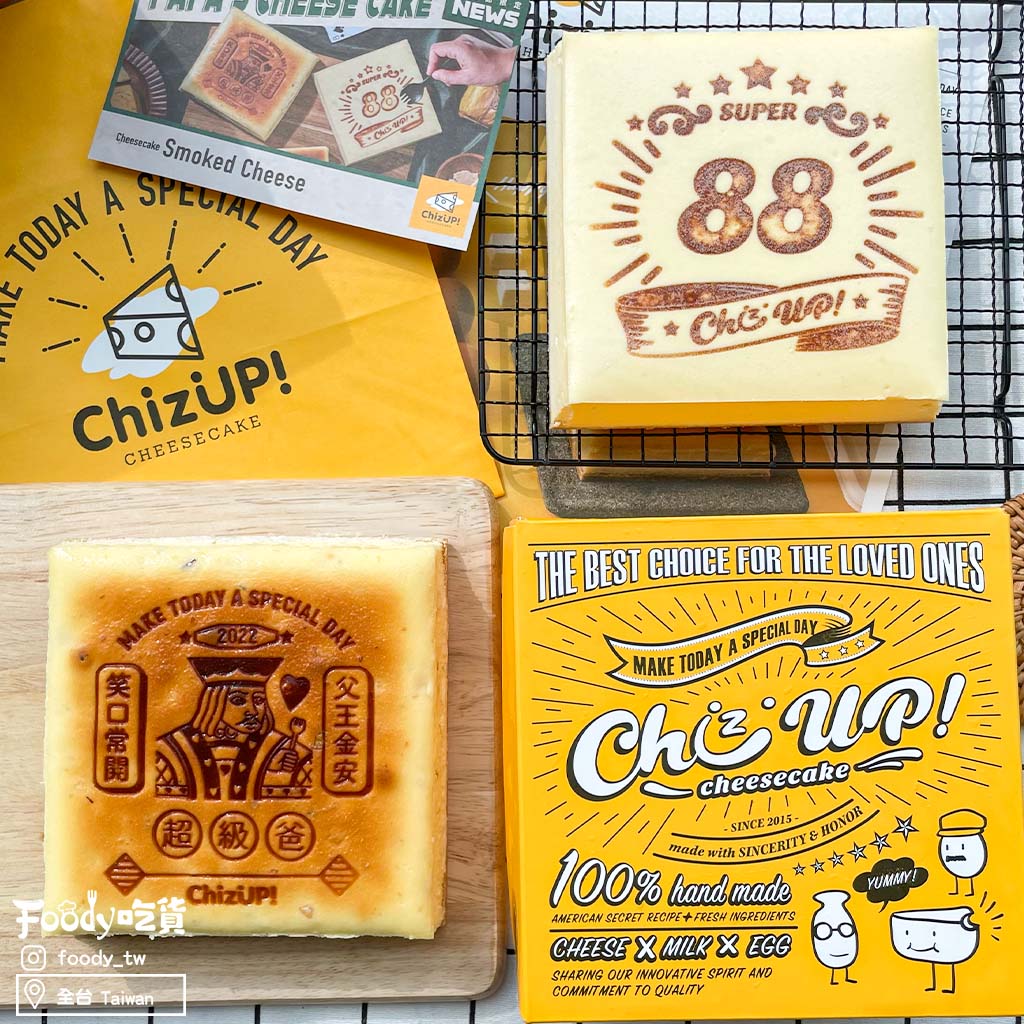 PAPA'S CHEESE CAKE
NEWS
SUPER
88
Chiz UP!
Cheesecake Smoked Cheese
ChizUP!
MAKE TODAY A SPECIAL DAY
ChizUP!
CHEESECAKE
SUPER
88
Chiz UP!
MAKE TODAY A SPECIAL DAY
2022
笑口常開
父王金安
超級爸
ChizUP!
THE BEST CHOICE FOR THE LOVED ONES
MAKE TODAY A SPECIAL DAY
Chiz UP!
cheesecake
- SINCE 2015 -
made with SINCERITY & HONOR
100% hand made
AMERICAN SECRET RECIPE✦FRESH INGREDIENTS
CHEESE X MILK X EGG
SHARING OUR INNOVATIVE SPIRIT AND
COMMITMENT TO QUALITY
YUMMY!
Foody吃貨
foody_tw
全台 Taiwan